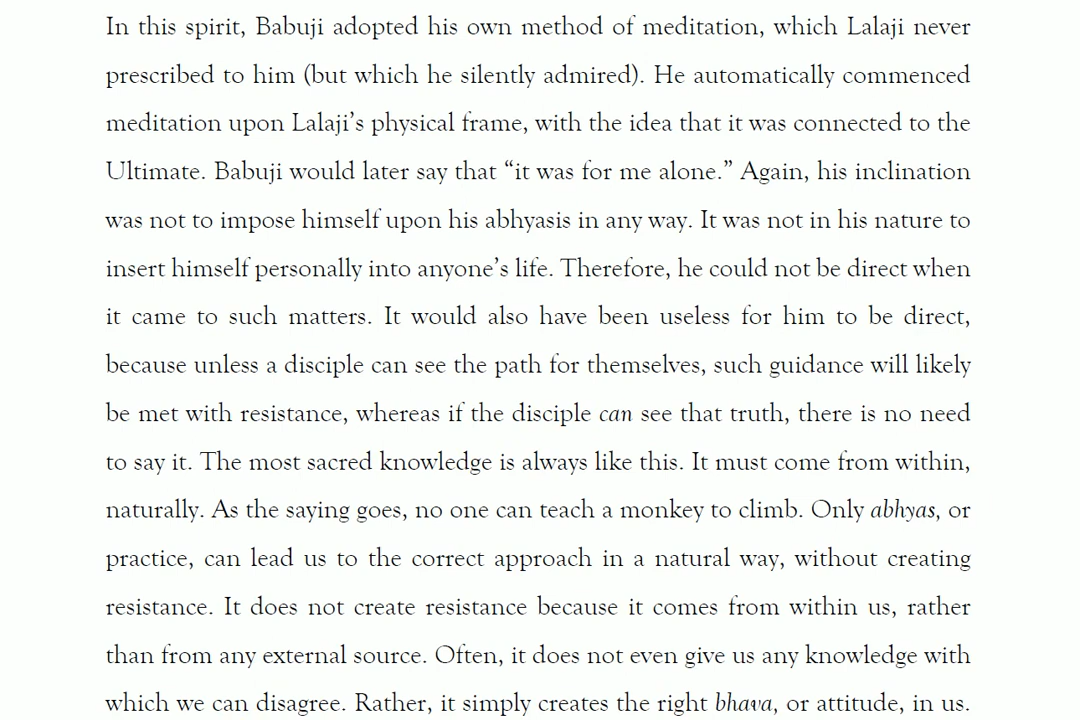 In this spirit, Babuji adopted his own method of meditation, which Lalaji never
prescribed to him (but which he silently admired). He automatically commenced
meditation upon Lalaji’s physical frame, with the idea that it was connected to the
Ultimate. Babuji would later say that “it was for me alone.” Again, his inclination
was not to impose himself upon his abhyasis in any way. It was not in his nature to
insert himself personally into anyone’s life. Therefore, he could not be direct when
it came to such matters. It would also have been useless for him to be direct,
because unless a disciple can see the path for themselves, such guidance will likely
be met with resistance, whereas if the disciple can see that truth, there is no need
to say it. The most sacred knowledge is always like this. It must come from within,
naturally. As the saying goes, no one can teach a monkey to climb. Only abhyas, or
practice, can lead us to the correct approach in a natural way, without creating
resistance. It does not create resistance because it comes from within us, rather
than from any external source. Often, it does not even give us any knowledge with
which we can disagree. Rather, it simply creates the right bhava, or attitude, in us.